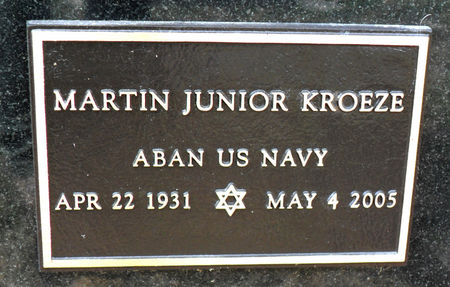 MARTIN JUNIOR KROEZE
ABAN US NAVY
APR 22 1931 ✡ MAY 4 2005